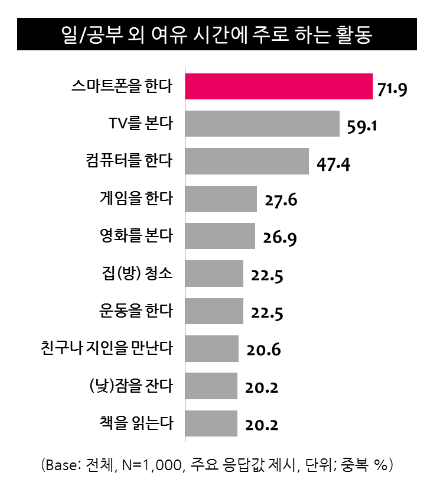 일/공부 외 여유 시간에 주로 하는 활동
스마트폰을 한다 71.9
TV를 본다 59.1
컴퓨터를 한다 47.4
게임을 한다 27.6
영화를 본다 26.9
집(방) 청소 22.5
운동을 한다 22.5
친구나 지인을 만난다 20.6
(낮)잠을 잔다 20.2
책을 읽는다 20.2
(Base: 전체, N=1,000, 주요 응답값 제시, 단위; 중복 %)